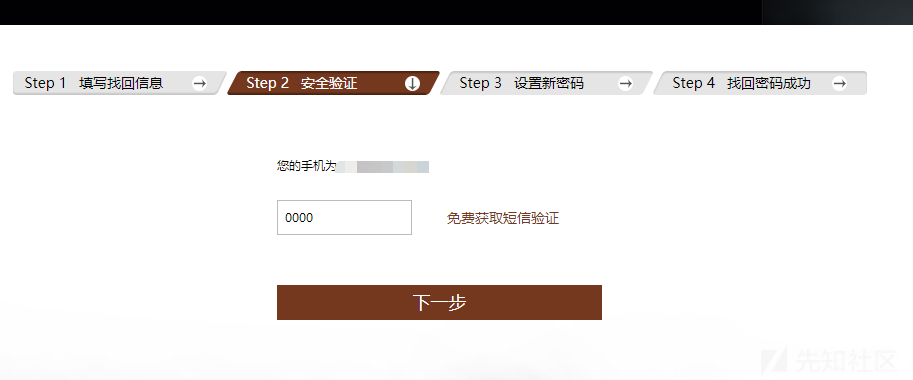 Step 1 填写找回信息 → Step 2 安全验证 ↓ Step 3 设置新密码 → Step 4 找回密码成功 →
您的手机为
0000 免费获取短信验证
下一步
先知社区